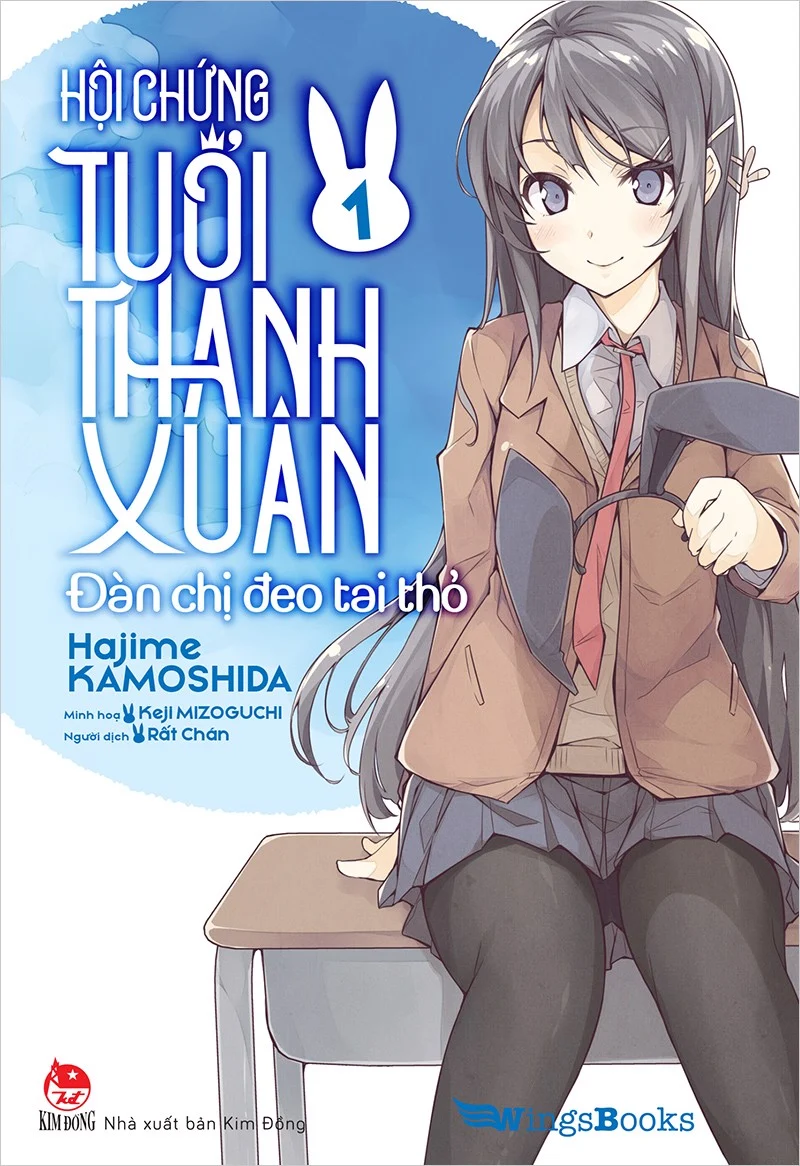 HỘI CHỨNG
1
TUỔI
THANH
XUÂN
Đàn chị đeo tai thỏ
Hajime
KAMOSHIDA
Minh hoạ Keji MIZOGUCHI
Người dịch Rất Chán
kđ
KIM ĐỒNG Nhà xuất bản Kim Đồng
WingsBooks